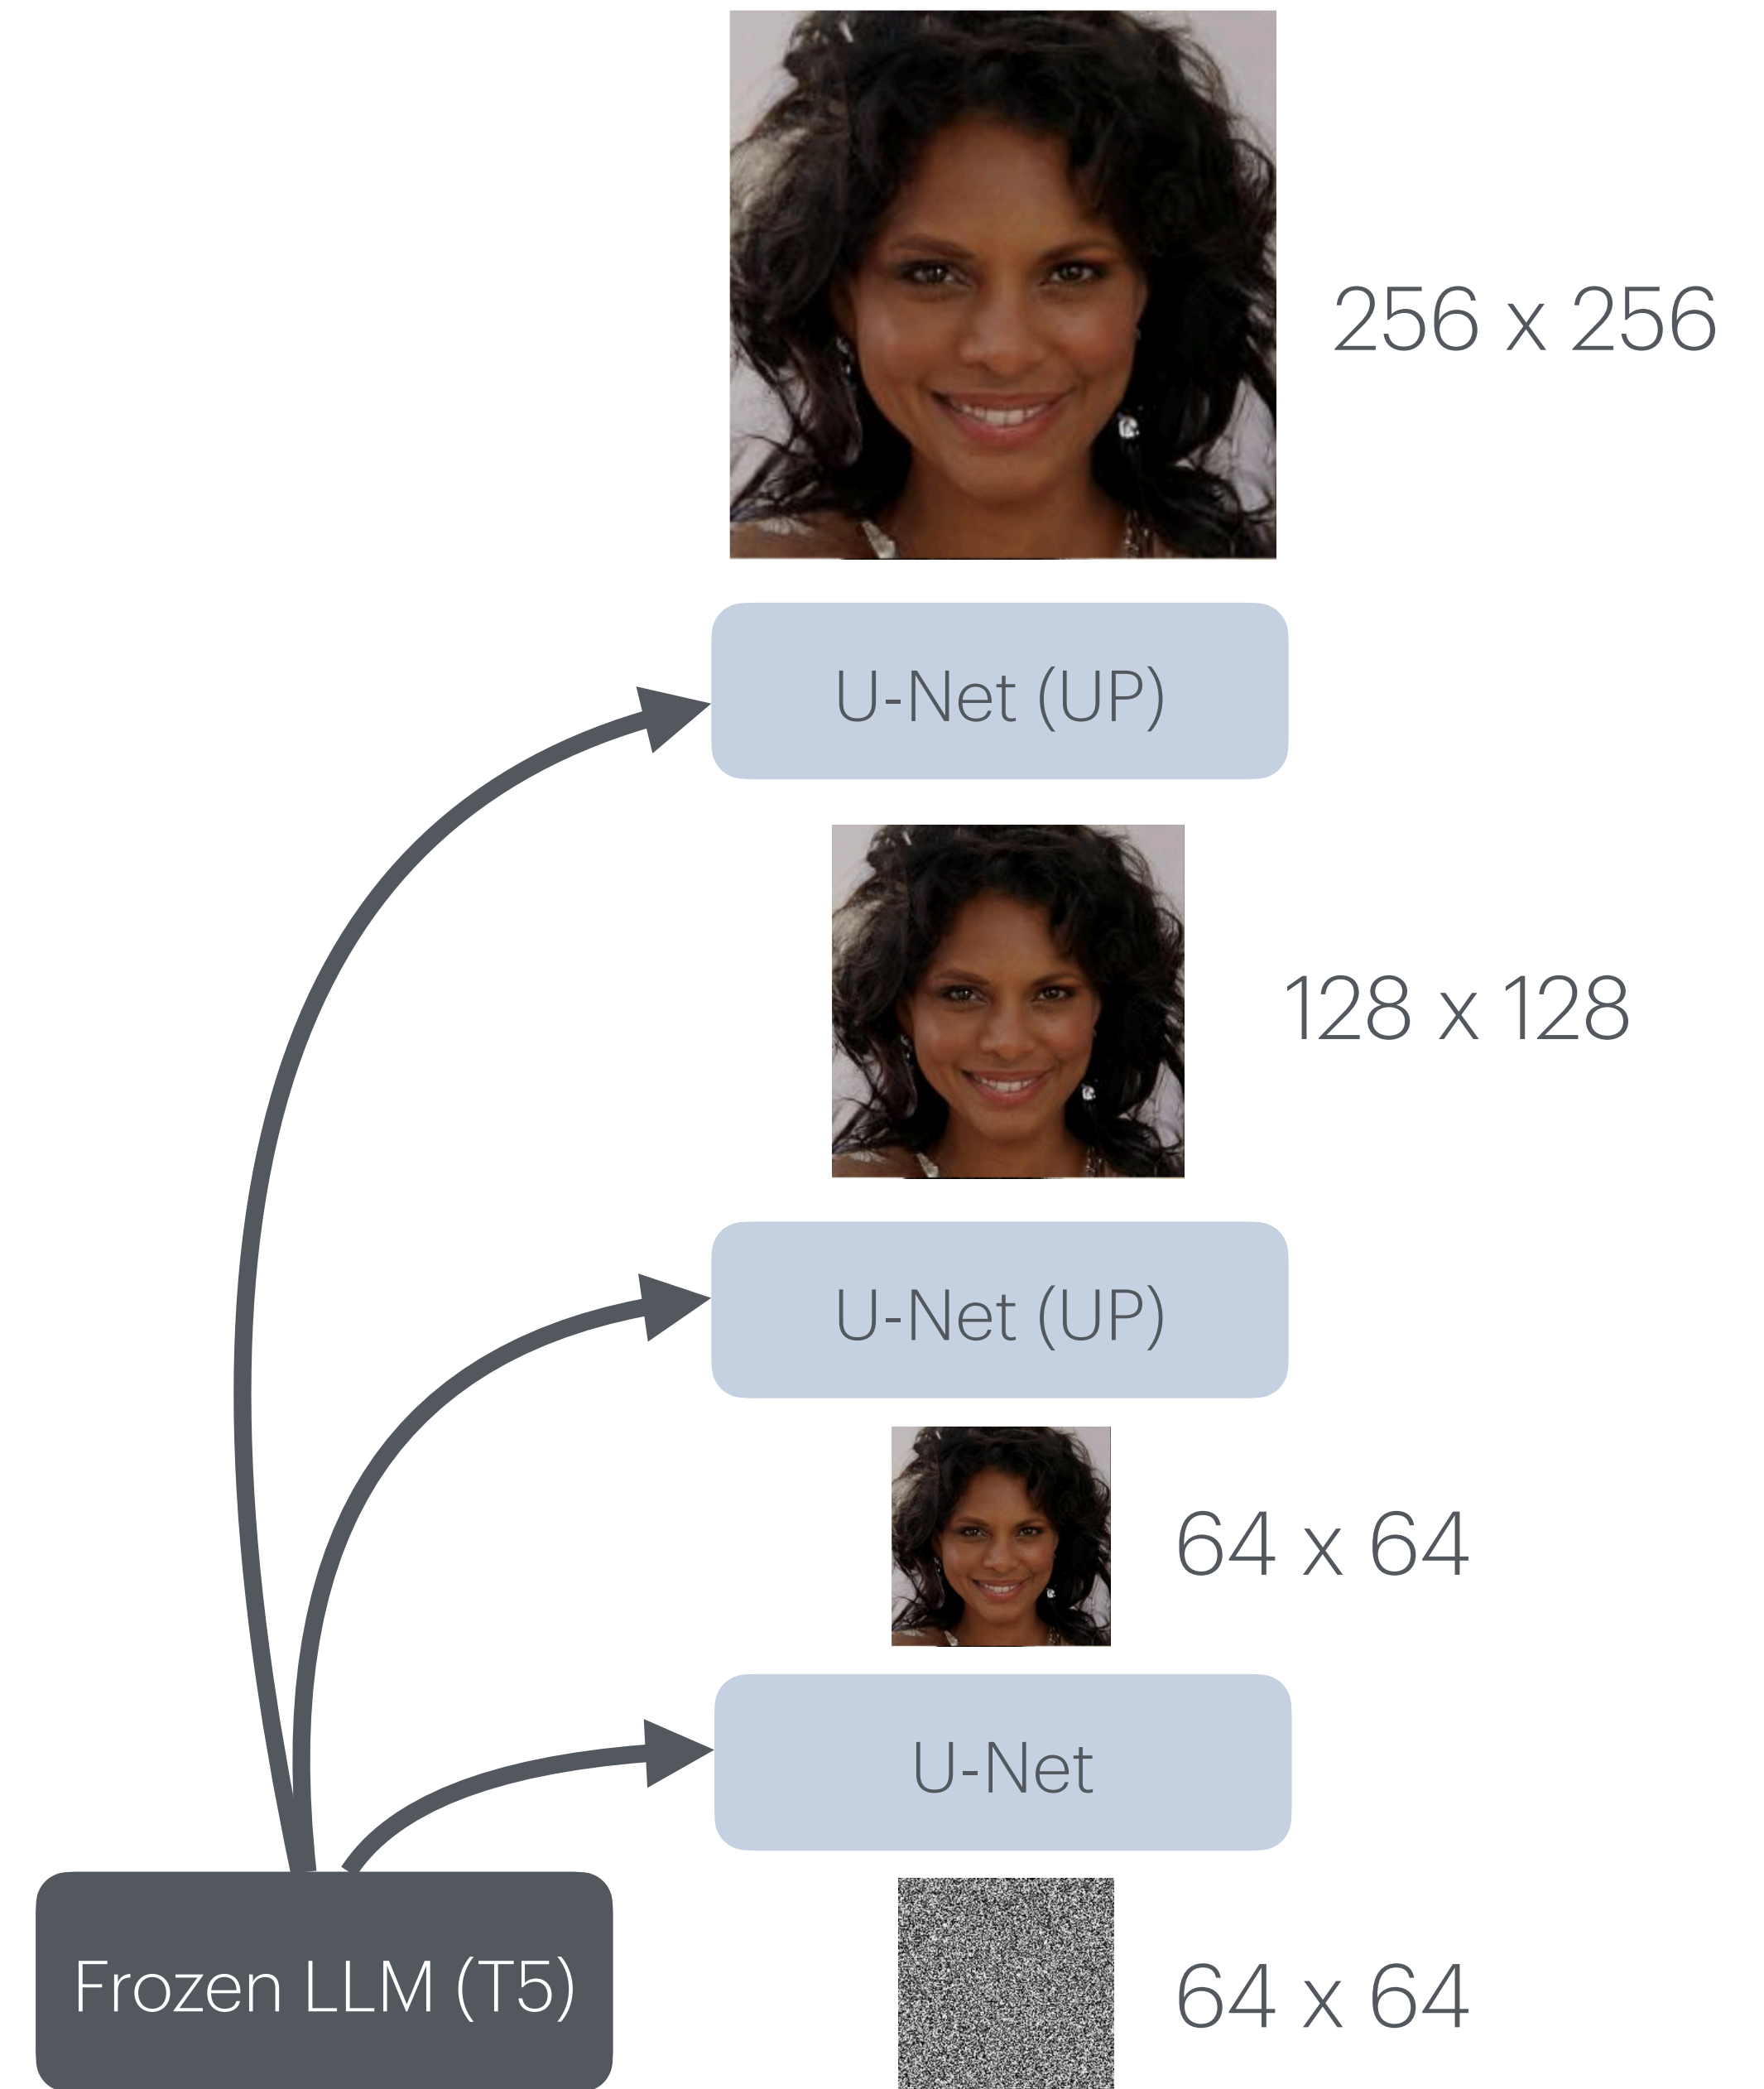 256 x 256
U-Net (UP)
128 x 128
U-Net (UP)
64 x 64
U-Net
Frozen LLM (T5)
64 x 64